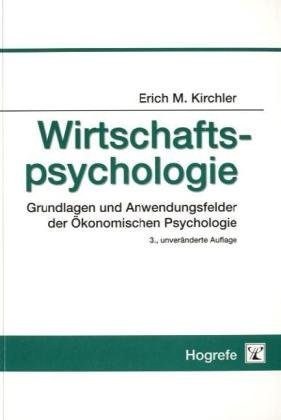 Erich M. Kirchler
Wirtschafts-
psychologie
Grundlagen und Anwendungsfelder
der Ökonomischen Psychologie
3., unveränderte Auflage
Hogrefe